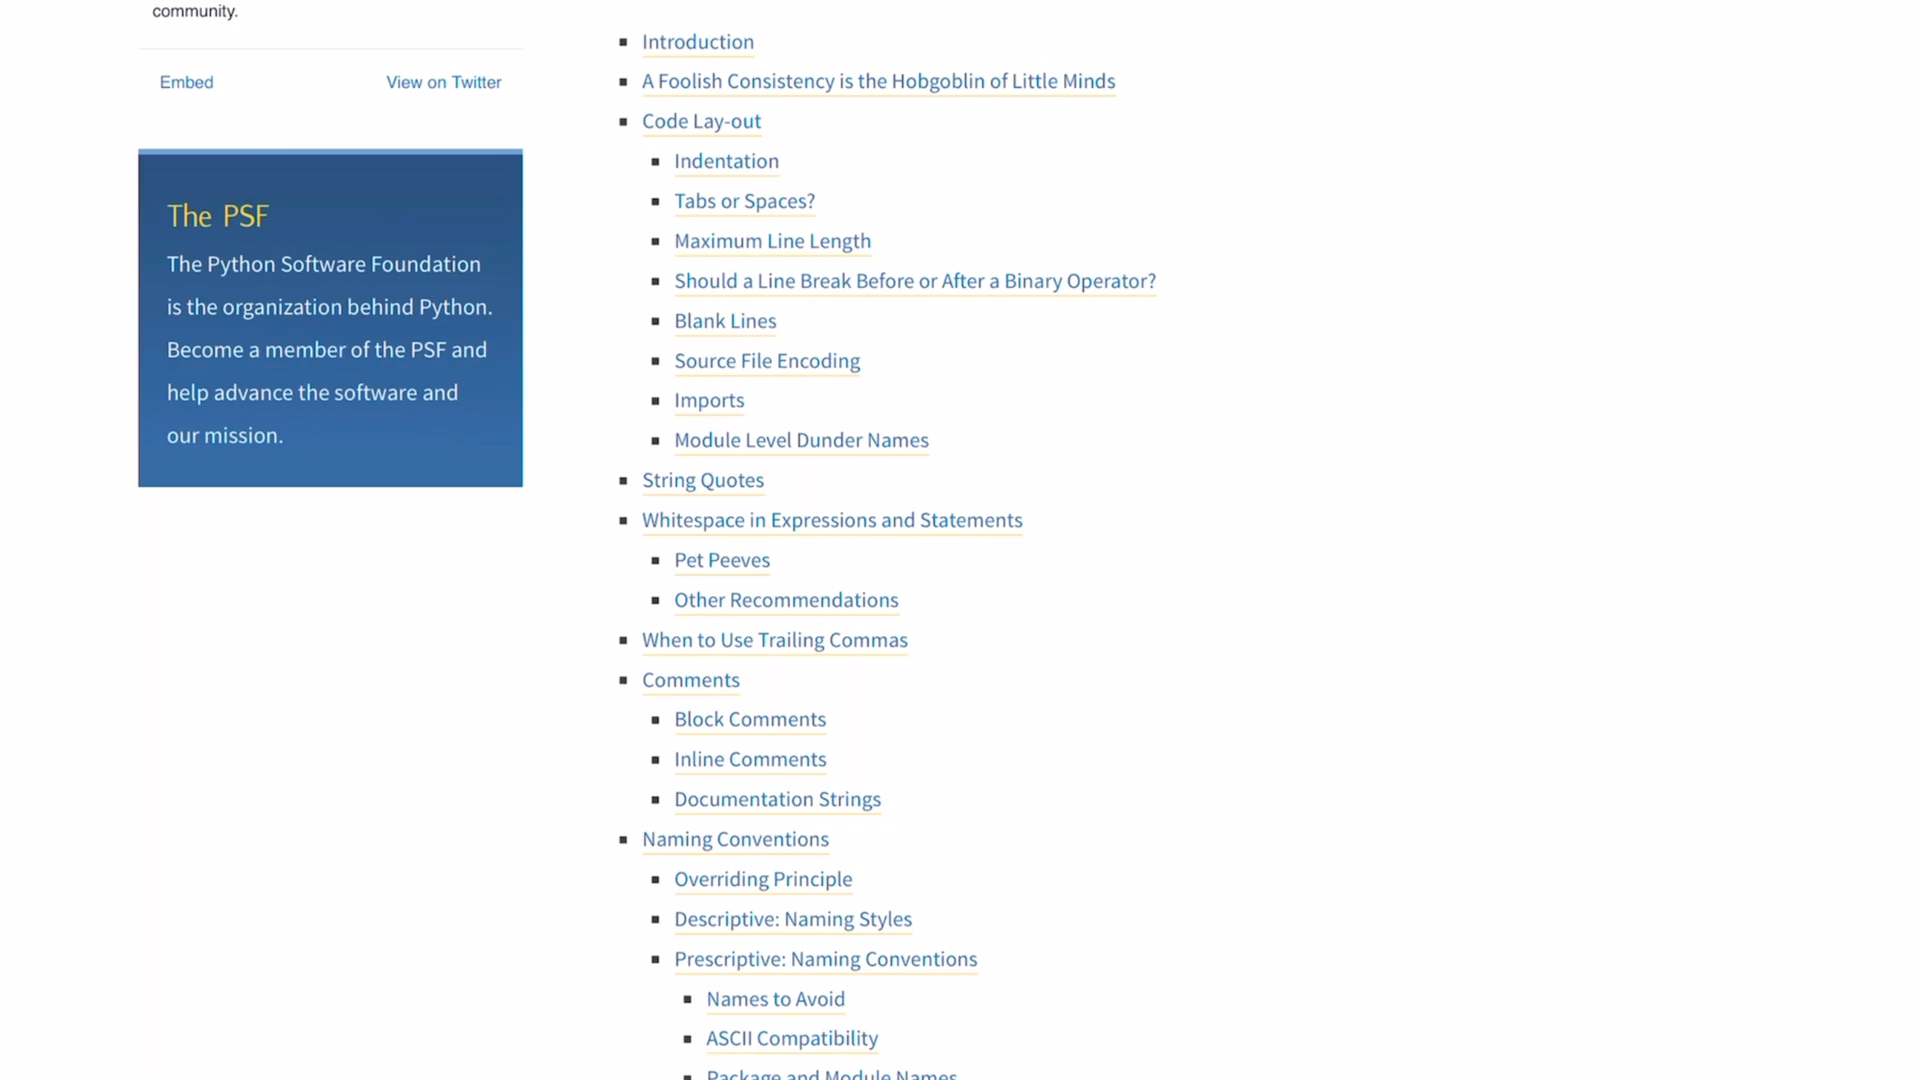 community.
Embed
View on Twitter
The PSF
The Python Software Foundation
is the organization behind Python.
Become a member of the PSF and
help advance the software and
our mission.
Introduction
A Foolish Consistency is the Hobgoblin of Little Minds
Code Lay-out
Indentation
Tabs or Spaces?
Maximum Line Length
Should a Line Break Before or After a Binary Operator?
Blank Lines
Source File Encoding
Imports
Module Level Dunder Names
String Quotes
Whitespace in Expressions and Statements
Pet Peeves
Other Recommendations
When to Use Trailing Commas
Comments
Block Comments
Inline Comments
Documentation Strings
Naming Conventions
Overriding Principle
Descriptive: Naming Styles
Prescriptive: Naming Conventions
Names to Avoid
ASCII Compatibility
Package and Module Names